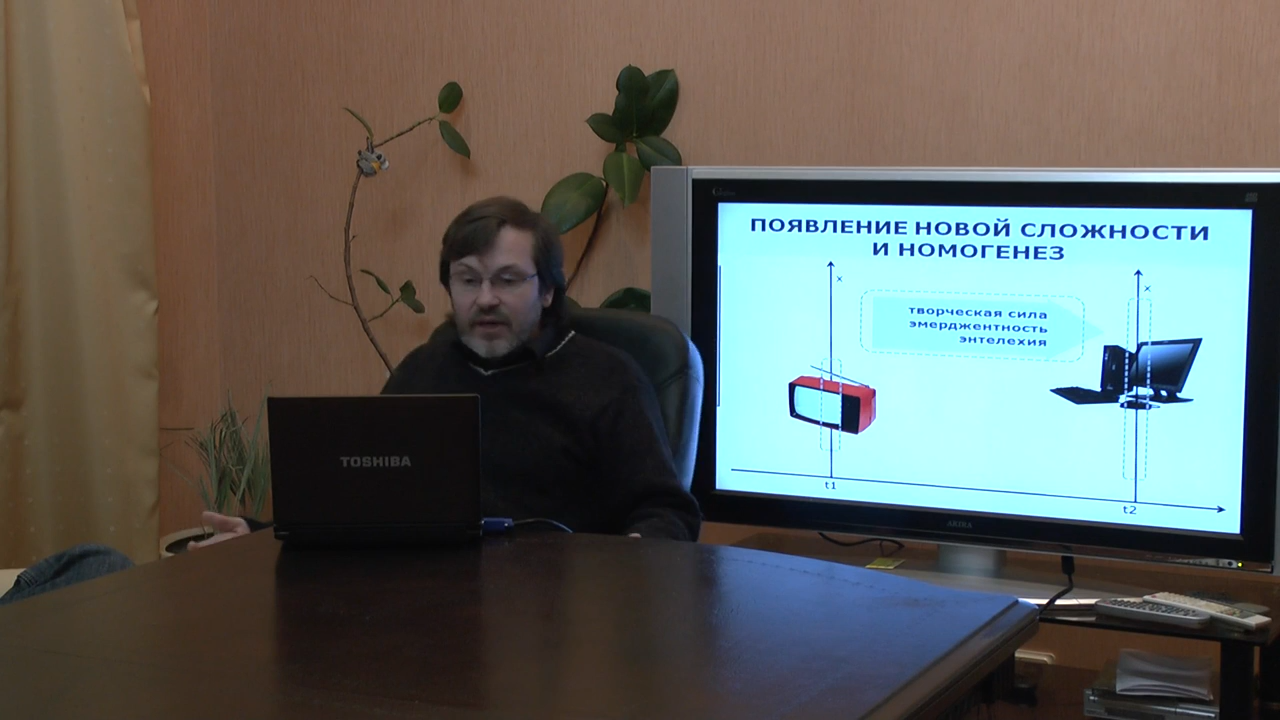 ПОЯВЛЕНИЕ НОВОЙ СЛОЖНОСТИ
И НОМОГЕНЕЗ
x
x
творческая сила
эмерджентность
энтелехия
t1
t2
TOSHIBA
AKIRA